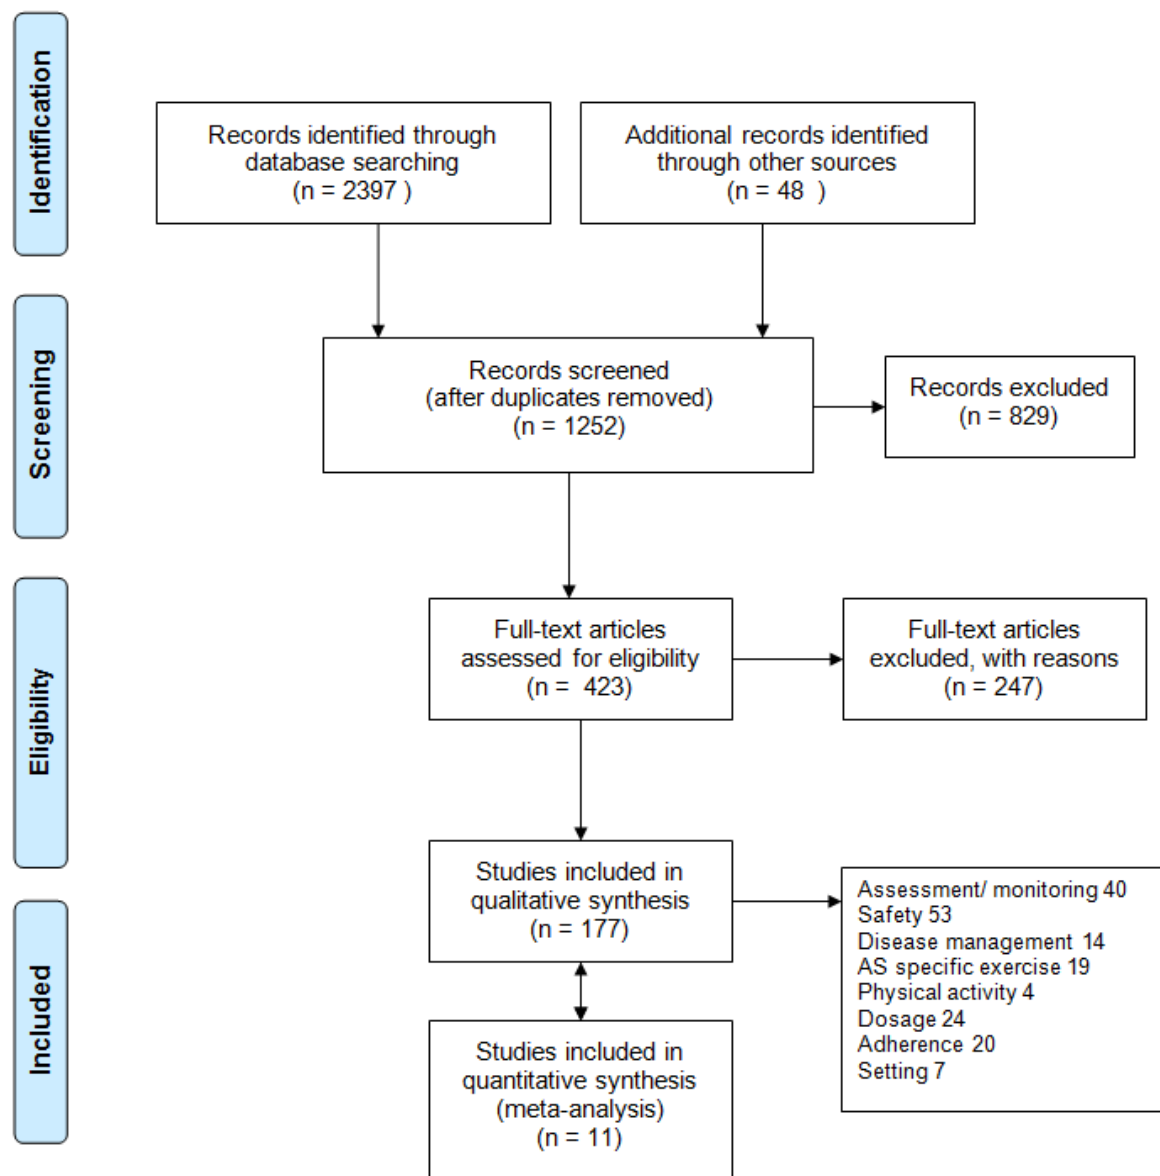 Identification
Records identified through
database searching
(n = 2397 )
Additional records identified
through other sources
(n = 48 )
Screening
Records screened
(after duplicates removed)
(n = 1252)
Records excluded
(n = 829)
Eligibility
Full-text articles
assessed for eligibility
(n = 423)
Full-text articles
excluded, with reasons
(n = 247)
Studies included in
qualitative synthesis
(n = 177)
Assessment/ monitoring 40
Safety 53
Disease management 14
AS specific exercise 19
Physical activity 4
Dosage 24
Adherence 20
Setting 7
Included
Studies included in
quantitative synthesis
(meta-analysis)
(n = 11)